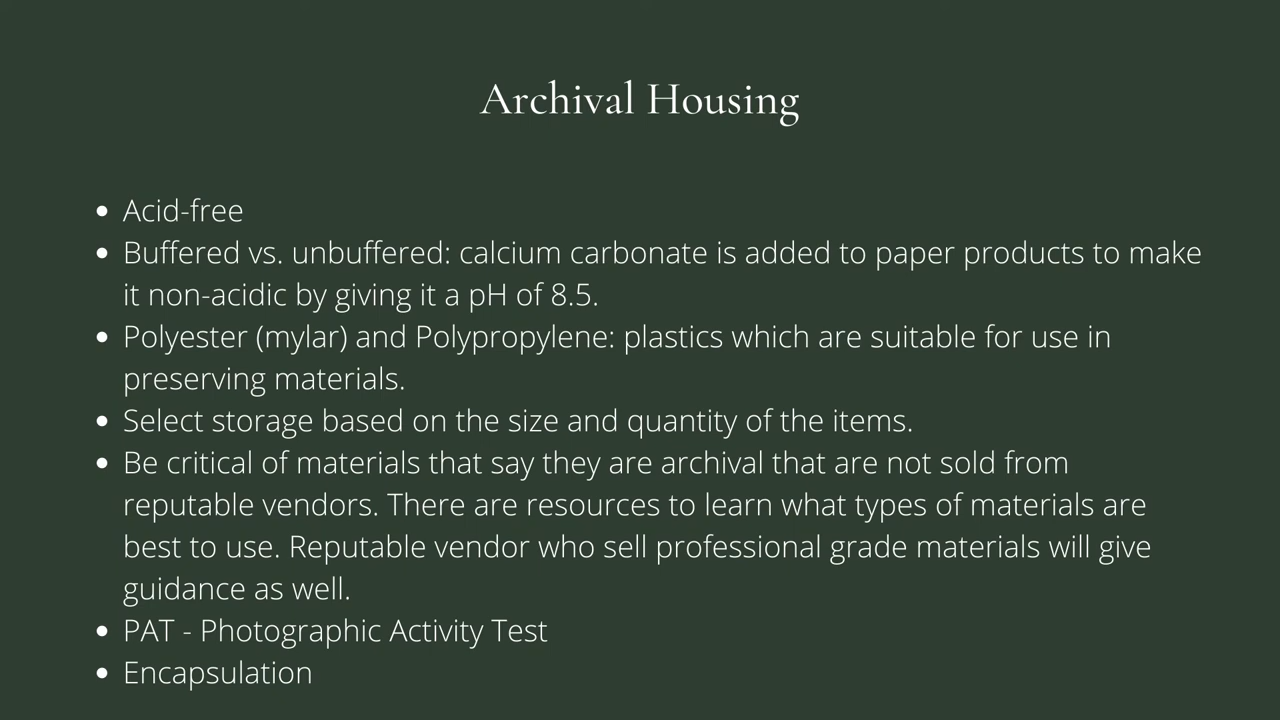 Archival Housing
• Acid-free
• Buffered vs. unbuffered: calcium carbonate is added to paper products to make
it non-acidic by giving it a pH of 8.5.
• Polyester (mylar) and Polypropylene: plastics which are suitable for use in
preserving materials.
• Select storage based on the size and quantity of the items.
• Be critical of materials that say they are archival that are not sold from
reputable vendors. There are resources to learn what types of materials are
best to use. Reputable vendor who sell professional grade materials will give
guidance as well.
• PAT - Photographic Activity Test
• Encapsulation